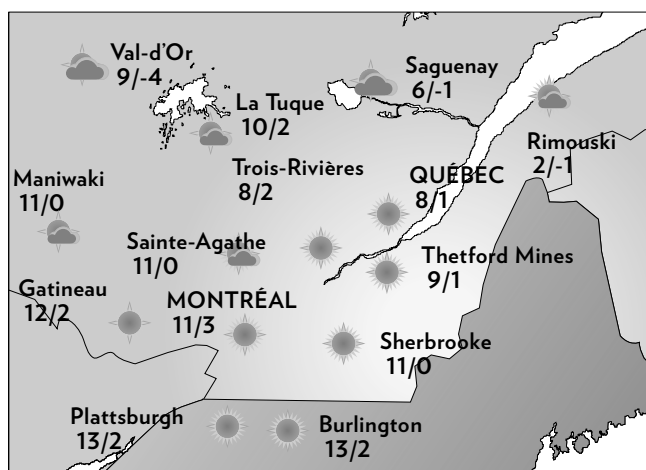 Val-d'Or
9/-4
Saguenay
6/-1
La Tuque
10/2
Rimouski
2/-1
Trois-Rivières
8/2
QUÉBEC
8/1
Maniwaki
11/0
Sainte-Agathe
11/0
Thetford Mines
9/1
Gatineau
12/2
MONTRÉAL
11/3
Sherbrooke
11/0
Plattsburgh
13/2
Burlington
13/2